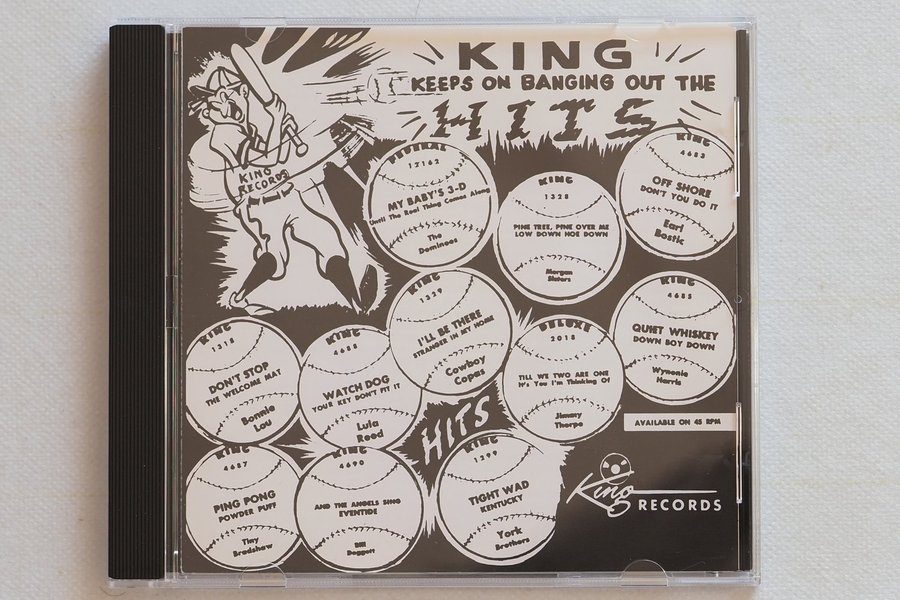 KING
KEEPS ON BANGING OUT THE
HITS
KING
RECORDS
FEDERAL
12162
MY BABY'S 3-D
Until The Real Thing Comes Along
The
Dominoes
KING
1328
PINE TREE, PINE OVER ME
LOW DOWN HOE DOWN
Morgan
Sisters
KING
4683
OFF SHORE
DON'T YOU DO IT
Earl
Bostic
KING
1339
I'LL BE THERE
STRANGER IN MY HOME
Cowboy
Copas
KING
4685
QUIET WHISKEY
DOWN BOY DOWN
Wynonie
Harris
KING
1318
DON'T STOP
THE WELCOME MAT
Bonnie
Lou
KING
4688
WATCH DOG
YOUR KEY DON'T FIT IT
Lula
Reed
DELUXE
2018
TILL WE TWO ARE ONE
It's You I'm Thinking Of
Jimmy
Thorpe
HITS
AVAILABLE ON 45 RPM
KING
4687
PING PONG
POWDER PUFF
Tiny
Bradshaw
KING
4690
AND THE ANGELS SING
EVENTIDE
Bill
Doggett
KING
1299
TIGHT WAD
KENTUCKY
York
Brothers
King
RECORDS